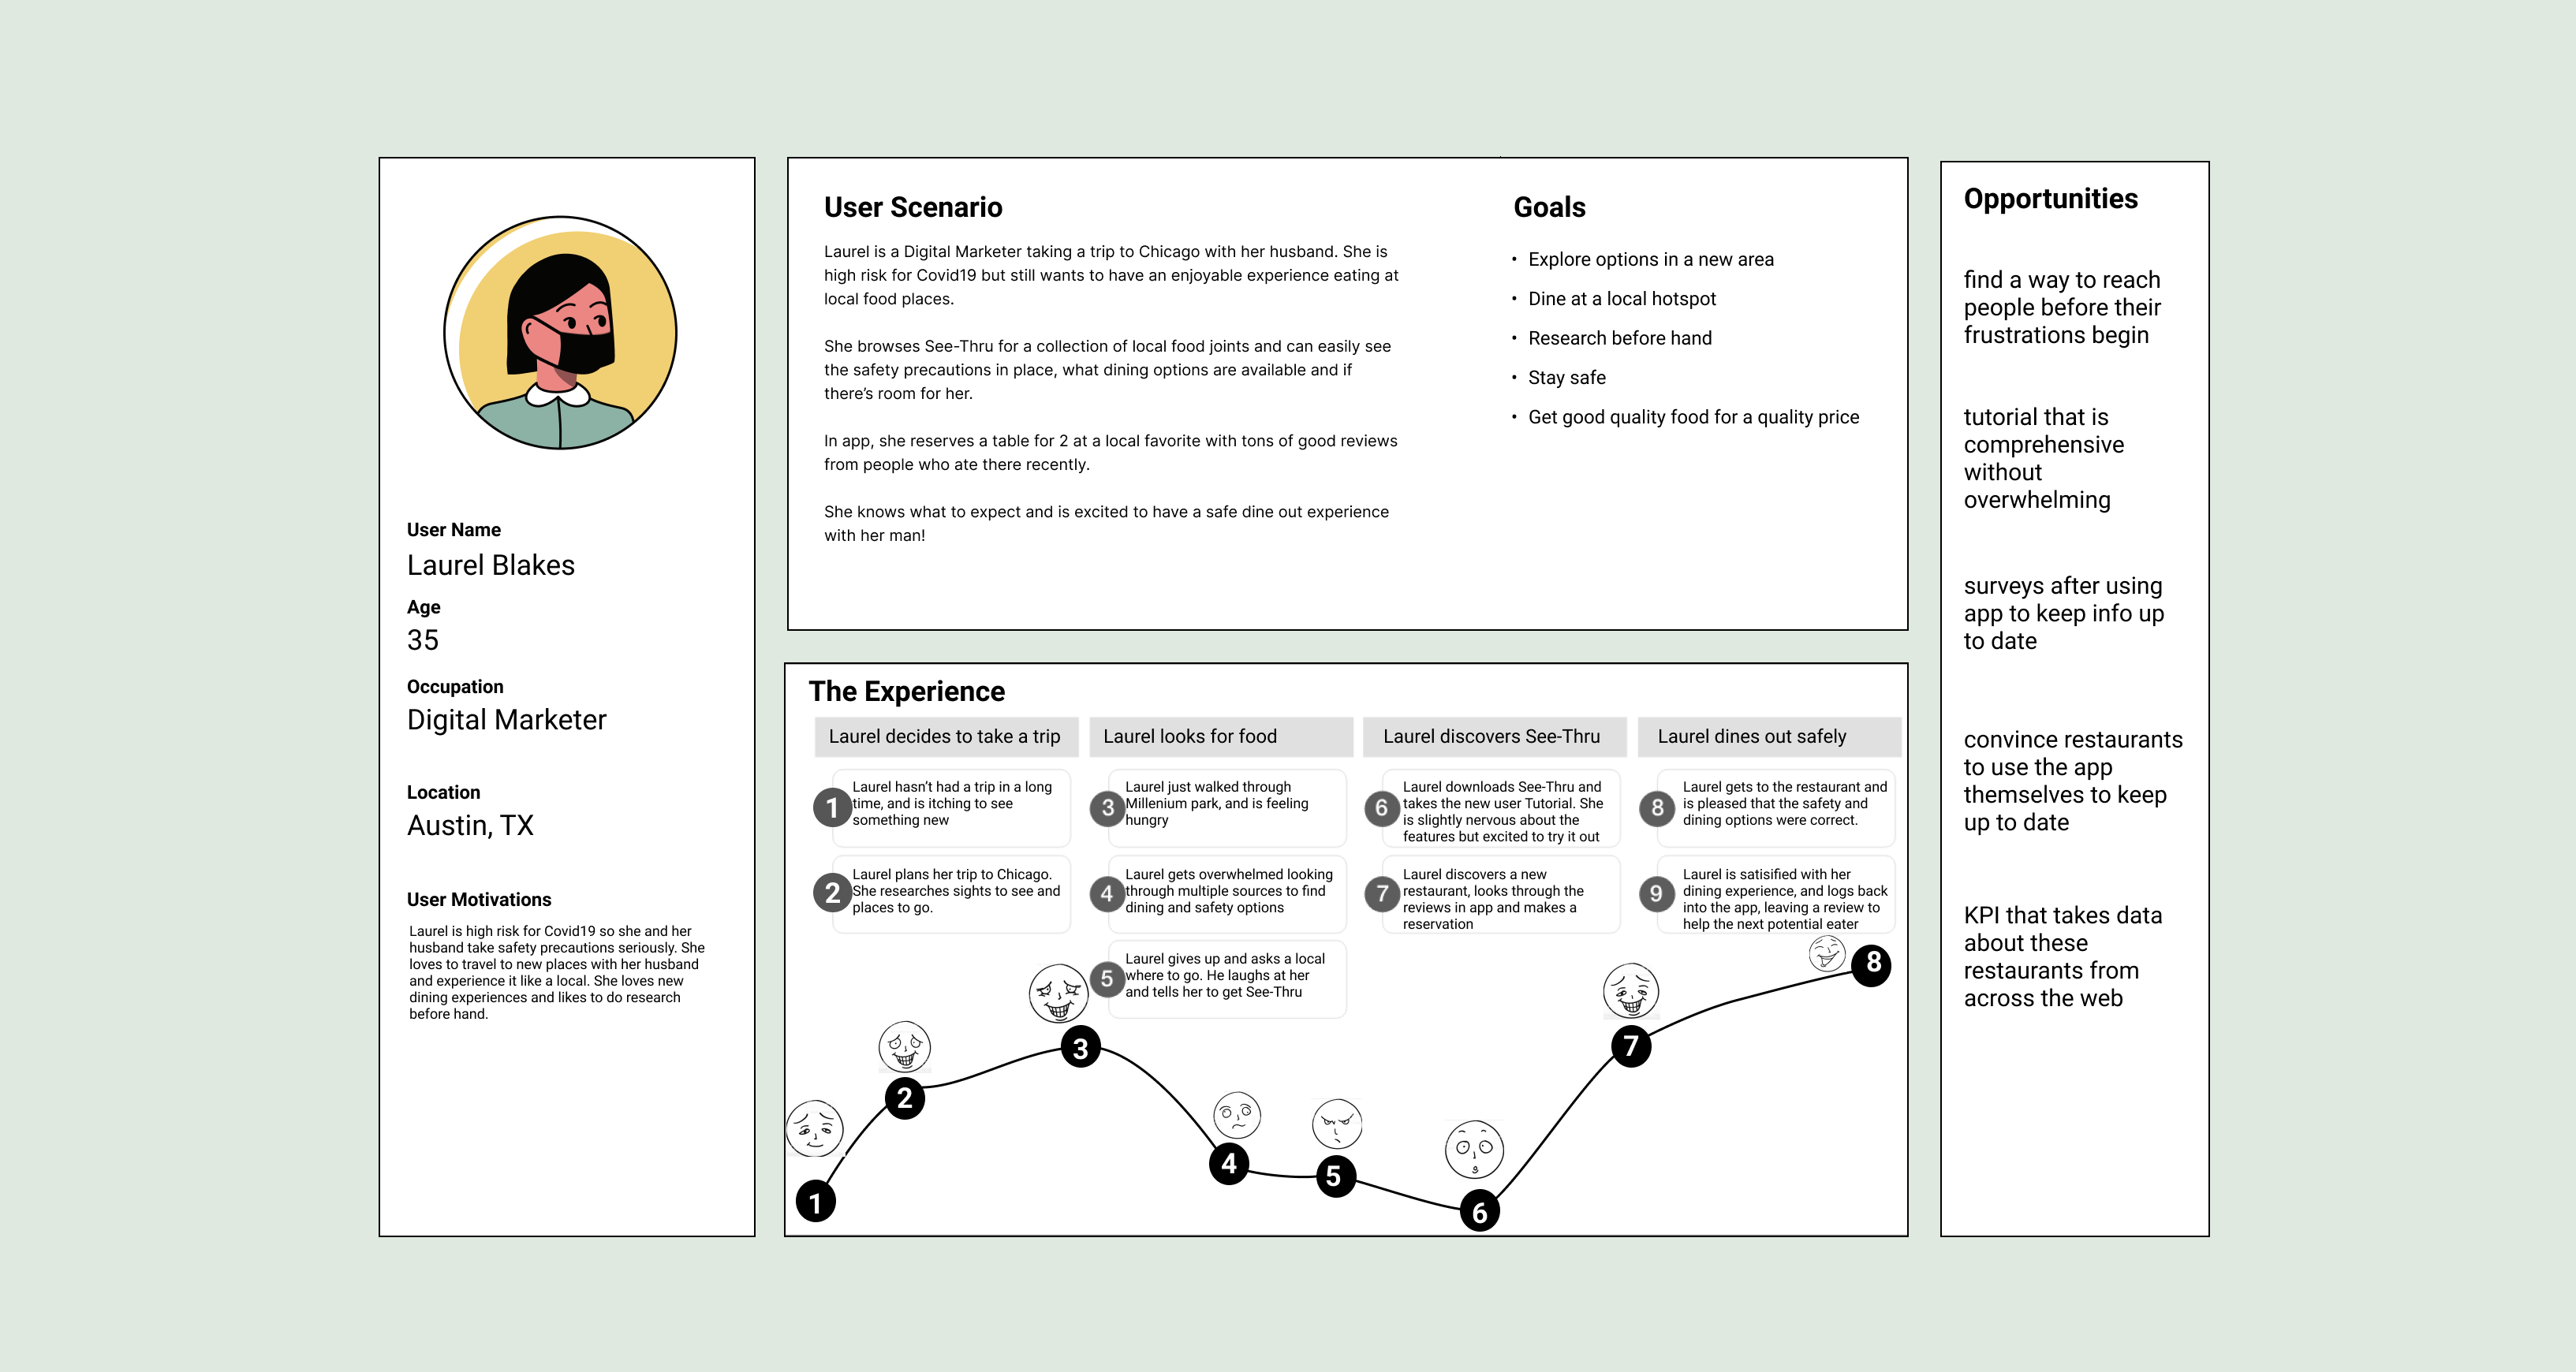 User Name
Laurel Blakes
Age
35
Occupation
Digital Marketer
Location
Austin, TX
User Motivations
Laurel is high risk for Covid19 so she and her
husband take safety precautions seriously. She
loves to travel to new places with her husband
and experience it like a local. She loves new
dining experiences and likes to do research
before hand.
User Scenario
Laurel is a Digital Marketer taking a trip to Chicago with her husband. She is
high risk for Covid19 but still wants to have an enjoyable experience eating at
local food places.
She browses See-Thru for a collection of local food joints and can easily see
the safety precautions in place, what dining options are available and if
there’s room for her.
In app, she reserves a table for 2 at a local favorite with tons of good reviews
from people who ate there recently.
She knows what to expect and is excited to have a safe dine out experience
with her man!
Goals
• Explore options in a new area
• Dine at a local hotspot
• Research before hand
• Stay safe
• Get good quality food for a quality price
The Experience
Laurel decides to take a trip
1
Laurel hasn’t had a trip in a long
time, and is itching to see
something new
2
Laurel plans her trip to Chicago.
She researches sights to see and
places to go.
Laurel looks for food
3
Laurel just walked through
Millenium park, and is feeling
hungry
4
Laurel gets overwhelmed looking
through multiple sources to find
dining and safety options
5
Laurel gives up and asks a local
where to go. He laughs at her
and tells her to get See-Thru
Laurel discovers See-Thru
6
Laurel downloads See-Thru and
takes the new user Tutorial. She
is slightly nervous about the
features but excited to try it out
7
Laurel discovers a new
restaurant, looks through the
reviews in app and makes a
reservation
Laurel dines out safely
8
Laurel gets to the restaurant and
is pleased that the safety and
dining options were correct.
9
Laurel is satisified with her
dining experience, and logs back
into the app, leaving a review to
help the next potential eater
1
2
3
4
5
6
7
8
Opportunities
find a way to reach
people before their
frustrations begin
tutorial that is
comprehensive
without
overwhelming
surveys after using
app to keep info up
to date
convince restaurants
to use the app
themselves to keep
up to date
KPI that takes data
about these
restaurants from
across the web